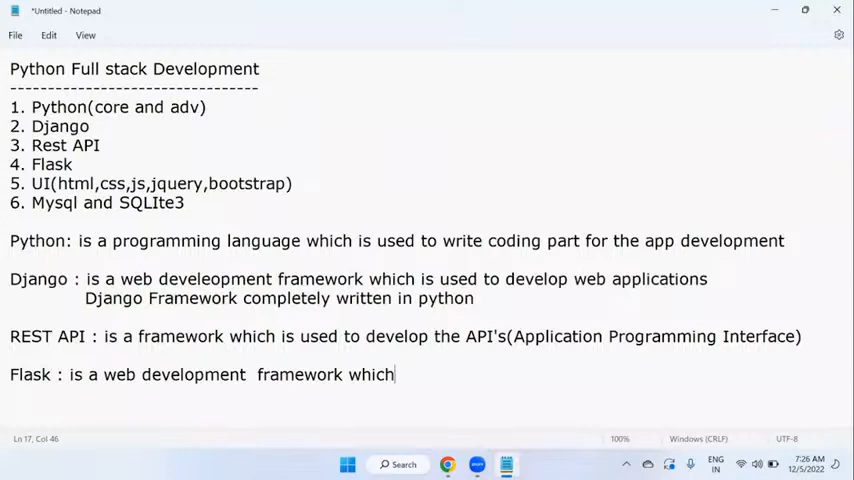 *Untitled - Notepad
File Edit View
Python Full stack Development
---------------------------------
1. Python(core and adv)
2. Django
3. Rest API
4. Flask
5. UI(html,css,js,jquery,bootstrap)
6. Mysql and SQLIte3
Python: is a programming language which is used to write coding part for the app development
Django : is a web develeopment framework which is used to develop web applications
Django Framework completely written in python
REST API : is a framework which is used to develop the API's(Application Programming Interface)
Flask : is a web development  framework which
Ln 17, Col 46 100% Windows (CRLF) UTF-8
Search zoom ENG 7:26 AM
IN 12/5/2022